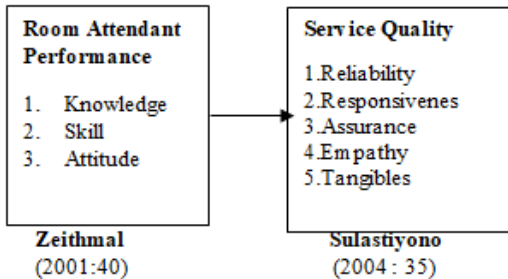 Room Attendant
Performance
1. Knowledge
2. Skill
3. Attitude
Zeithmal
(2001:40)
Service Quality
1.Reliability
2.Responsivenes
3.Assurance
4.Empathy
5.Tangibles
Sulastiyono
(2004 : 35)